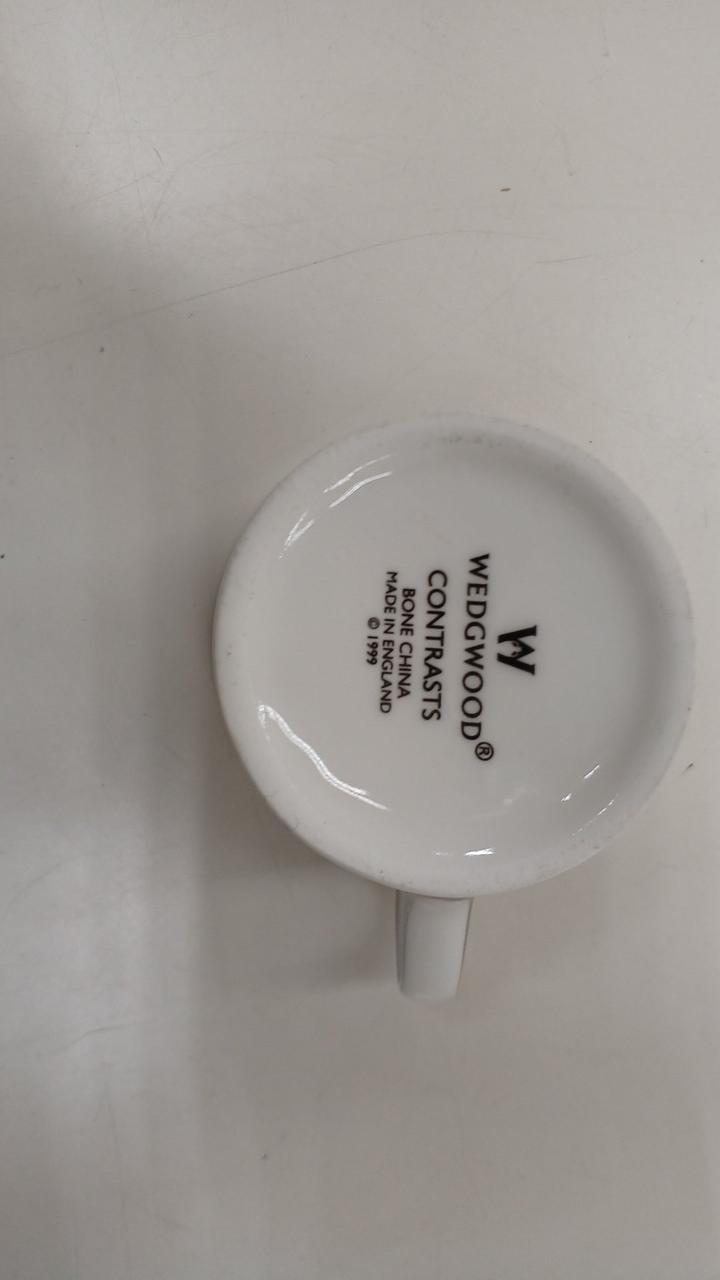 W
WEDGWOOD®
CONTRASTS
BONE CHINA
MADE IN ENGLAND
© 1999